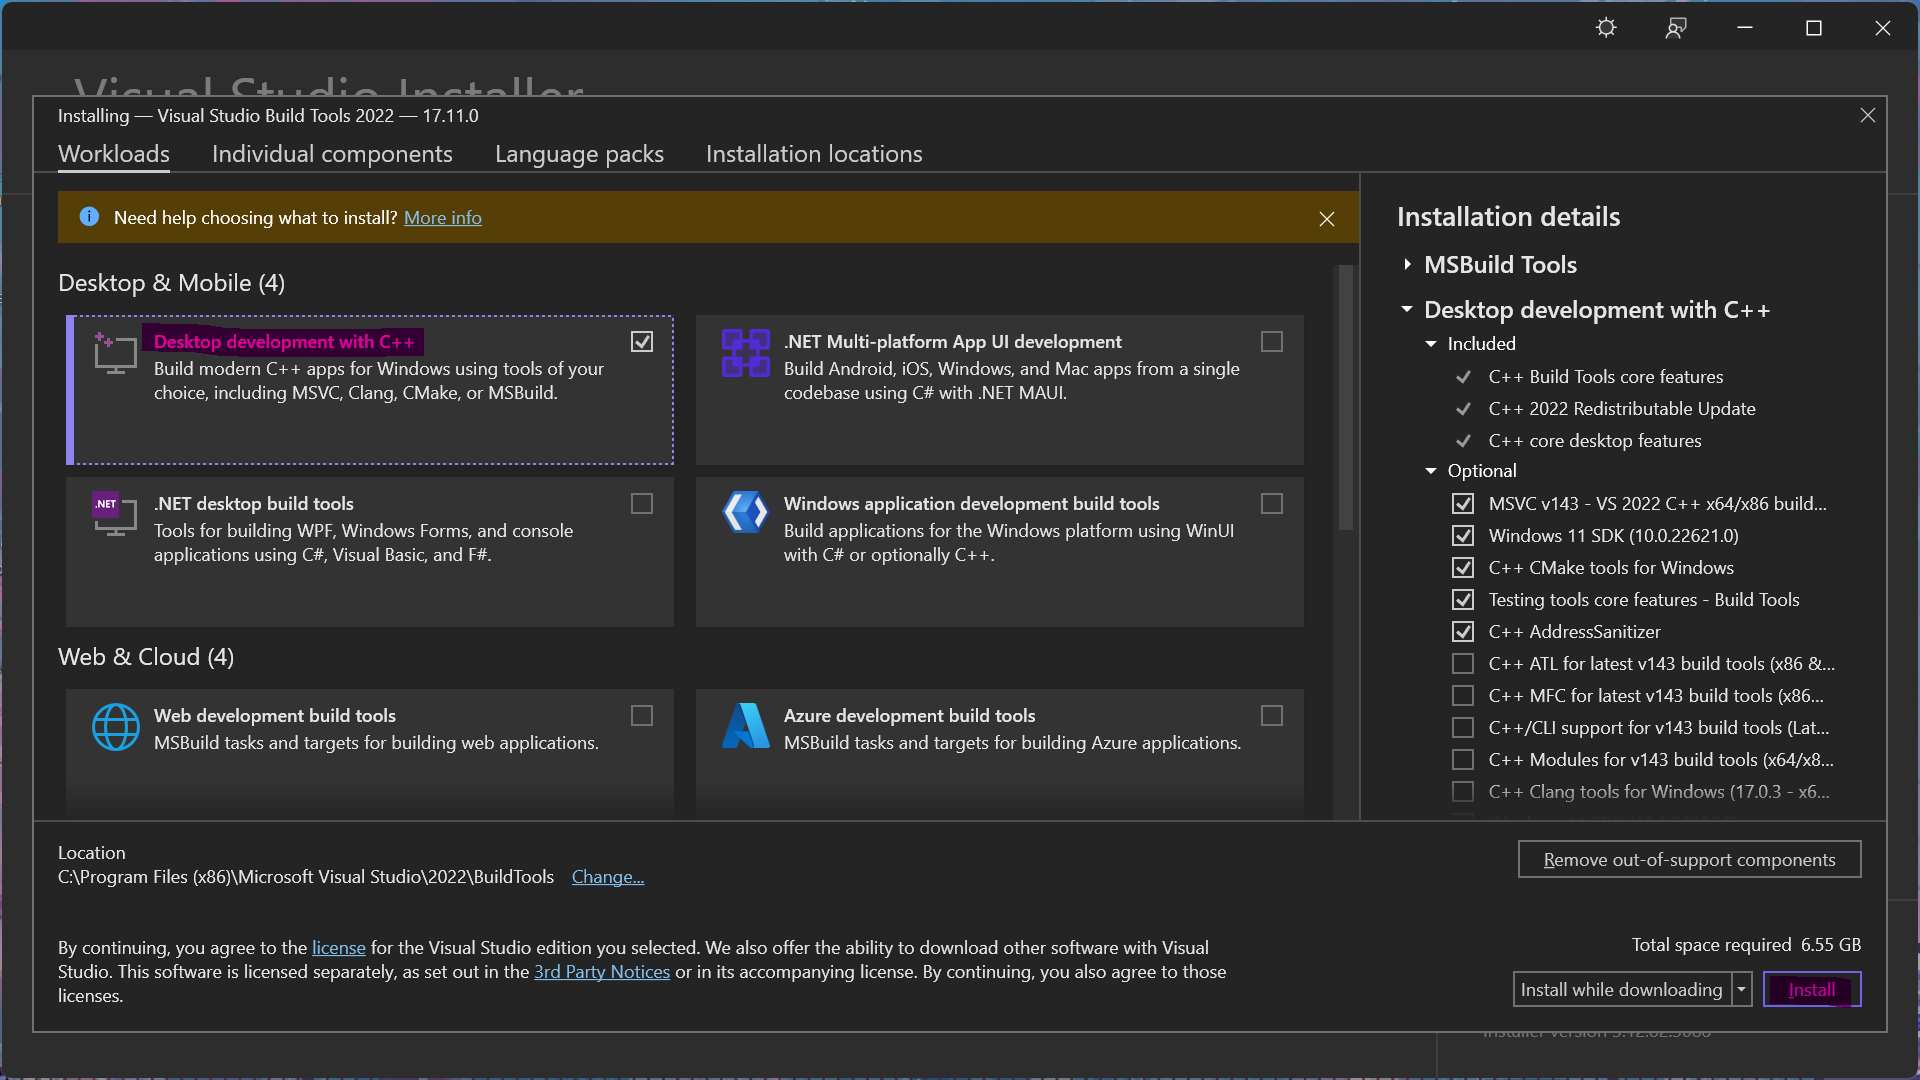 Visual Studio Installer
Installing — Visual Studio Build Tools 2022 — 17.11.0
Workloads
Individual components
Language packs
Installation locations
Need help choosing what to install? More info
Desktop & Mobile (4)
Desktop development with C++
Build modern C++ apps for Windows using tools of your
choice, including MSVC, Clang, CMake, or MSBuild.
.NET Multi-platform App UI development
Build Android, iOS, Windows, and Mac apps from a single
codebase using C# with .NET MAUI.
.NET
.NET desktop build tools
Tools for building WPF, Windows Forms, and console
applications using C#, Visual Basic, and F#.
Windows application development build tools
Build applications for the Windows platform using WinUI
with C# or optionally C++.
Web & Cloud (4)
Web development build tools
MSBuild tasks and targets for building web applications.
Azure development build tools
MSBuild tasks and targets for building Azure applications.
Installation details
MSBuild Tools
Desktop development with C++
Included
C++ Build Tools core features
C++ 2022 Redistributable Update
C++ core desktop features
Optional
MSVC v143 - VS 2022 C++ x64/x86 build...
Windows 11 SDK (10.0.22621.0)
C++ CMake tools for Windows
Testing tools core features - Build Tools
C++ AddressSanitizer
C++ ATL for latest v143 build tools (x86 &...
C++ MFC for latest v143 build tools (x86...
C++/CLI support for v143 build tools (Lat...
C++ Modules for v143 build tools (x64/x8...
C++ Clang tools for Windows (17.0.3 - x6...
Location
C:\Program Files (x86)\Microsoft Visual Studio\2022\BuildTools Change...
Remove out-of-support components
By continuing, you agree to the license for the Visual Studio edition you selected. We also offer the ability to download other software with Visual
Studio. This software is licensed separately, as set out in the 3rd Party Notices or in its accompanying license. By continuing, you also agree to those
licenses.
Total space required 6.55 GB
Install while downloading
Install
Installer version